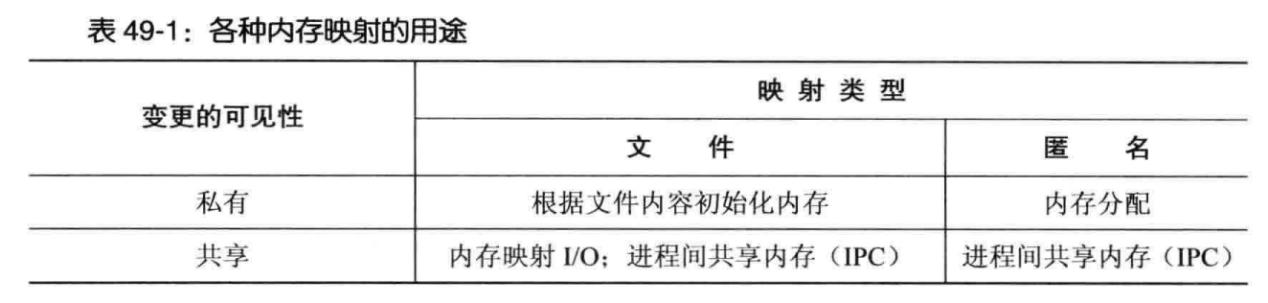 表 49-1：各种内存映射的用途
变更的可见性
映 射 类 型
文 件
匿 名
私有
根据文件内容初始化内存
内存分配
共享
内存映射 I/O；进程间共享内存（IPC）
进程间共享内存（IPC）